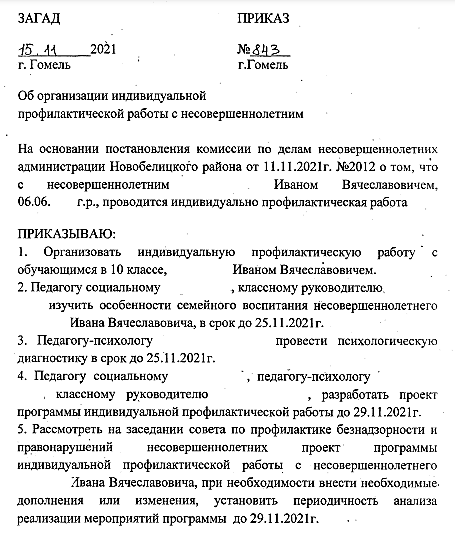 ЗАГАД ПРИКАЗ
15.11 2021 № 843
г. Гомель г.Гомель
Об организации индивидуальной
профилактической работы с несовершеннолетним
На основании постановления комиссии по делам несовершеннолетних
администрации Новобелицкого района от 11.11.2021г. №2012 о том, что
с несовершеннолетним Иваном Вячеславовичем,
06.06. г.р., проводится индивидуально профилактическая работа
ПРИКАЗЫВАЮ:
1. Организовать индивидуальную профилактическую работу с
обучающимся в 10 классе, Иваном Вячеславовичем.
2. Педагогу социальному , классному руководителю
изучить особенности семейного воспитания несовершеннолетнего
Ивана Вячеславовича, в срок до 25.11.2021г.
3. Педагогу-психологу провести психологическую
диагностику в срок до 25.11.2021г.
4. Педагогу социальному , педагогу-психологу
, классному руководителю , разработать проект
программы индивидуальной профилактической работы до 29.11.2021г.
5. Рассмотреть на заседании совета по профилактике безнадзорности и
правонарушений несовершеннолетних проект программы
индивидуальной профилактической работы с несовершеннолетнего
Ивана Вячеславовича, при необходимости внести необходимые
дополнения или изменения, установить периодичность анализа
реализации мероприятий программы до 29.11.2021г.